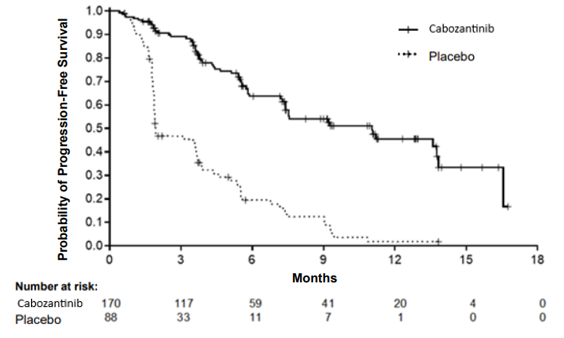 Probability of Progression-Free Survival
1.0
0.9
0.8
0.7
0.6
0.5
0.4
0.3
0.2
0.1
0.0
Cabozantinib
Placebo
0 3 6 9 12 15 18
Months
Number at risk:
Cabozantinib 170 117 59 41 20 4 0
Placebo 88 33 11 7 1 0 0